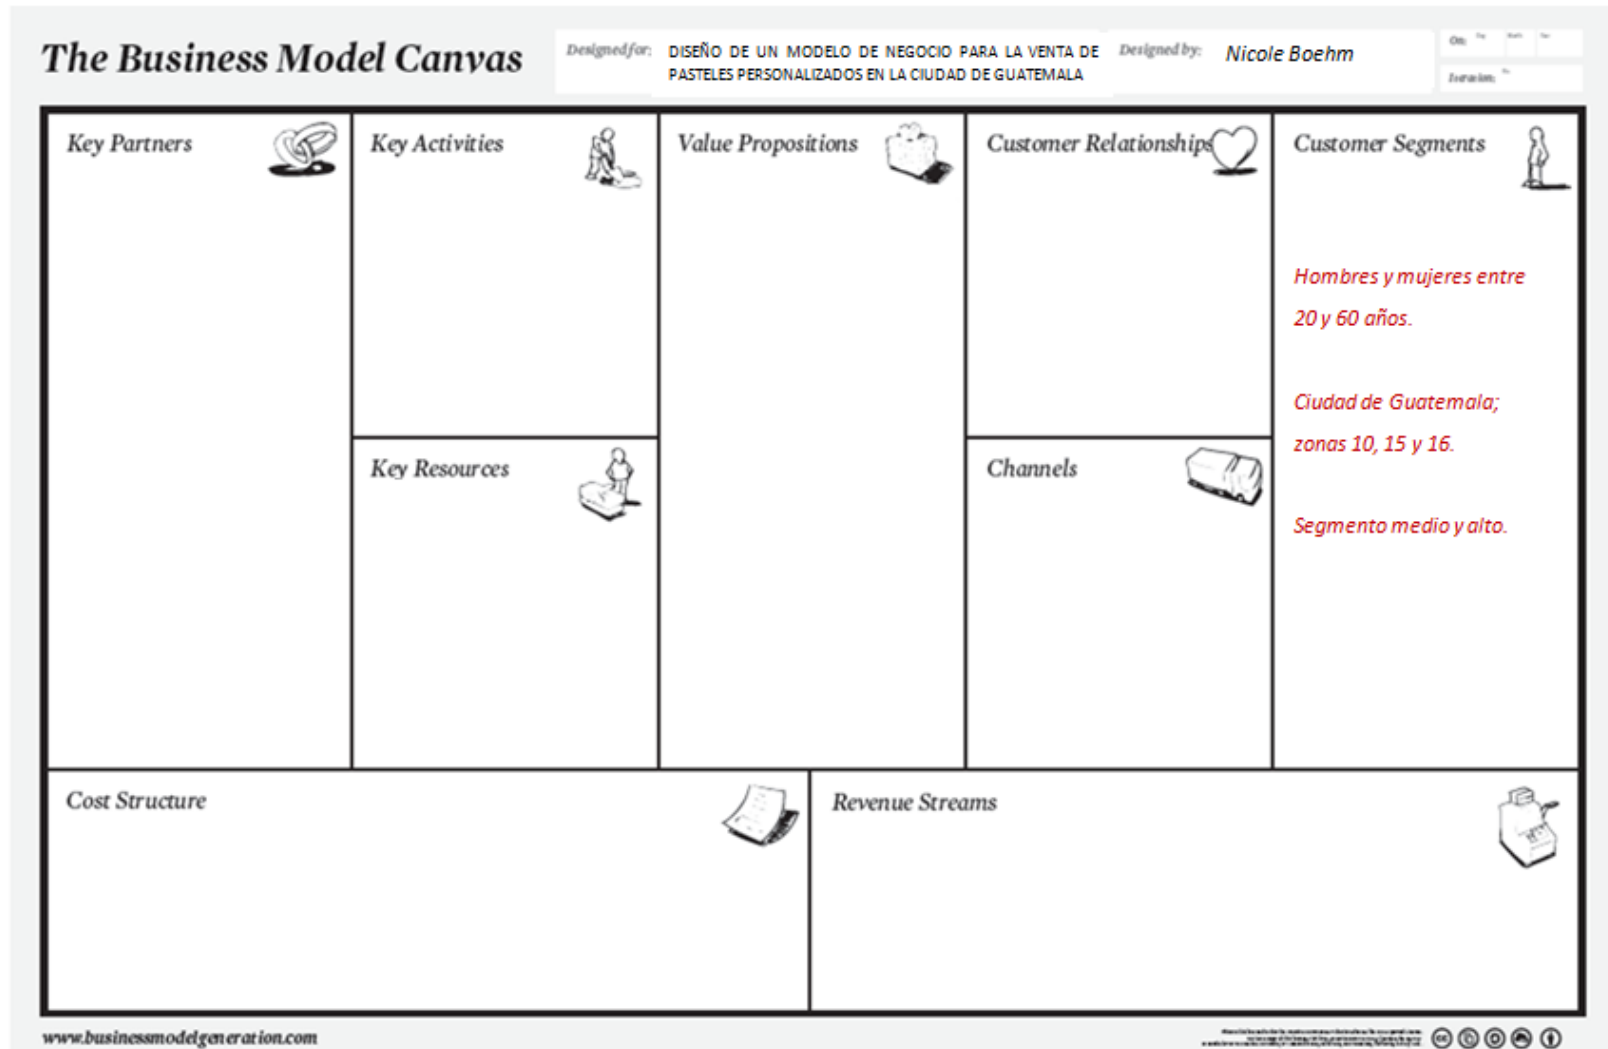 The Business Model Canvas
Designed for:
DISEÑO DE UN MODELO DE NEGOCIO PARA LA VENTA DE
PASTELES PERSONALIZADOS EN LA CIUDAD DE GUATEMALA
Designed by:
Nicole Boehm
On:
Iteration:
Key Partners
Key Activities
Value Propositions
Customer Relationships
Customer Segments
Hombres y mujeres entre
20 y 60 años.
Ciudad de Guatemala;
zonas 10, 15 y 16.
Segmento medio y alto.
Key Resources
Channels
Cost Structure
Revenue Streams
www.businessmodelgeneration.com